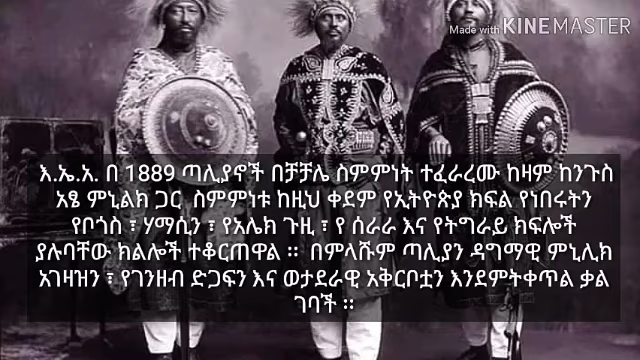 Made with KINEMASTER
እ.ኤ.አ. በ 1889 ጣሊያኖች በቻቻሌ ስምምነት ተፈራረሙ ከዛም ከንጉስ
አፄ ምኒልክ ጋር ስምምነቱ ከዚህ ቀደም የኢትዮጵያ ክፍል የነበሩትን
የቦጎስ ፣ ሃማሲን ፣ የአሌክ ጉዚ ፣ የ ሰራራ እና የትግራይ ክፍሎች
ያሉባቸው ክልሎች ተቆርጠዋል ። በምላሹም ጣሊያን ዳግማዊ ምኒሊክ
አገዛዝን ፣ የገንዘብ ድጋፍን እና ወታደራዊ አቅርቦቷን እንደምትቀጥል ቃል
ገባች ።